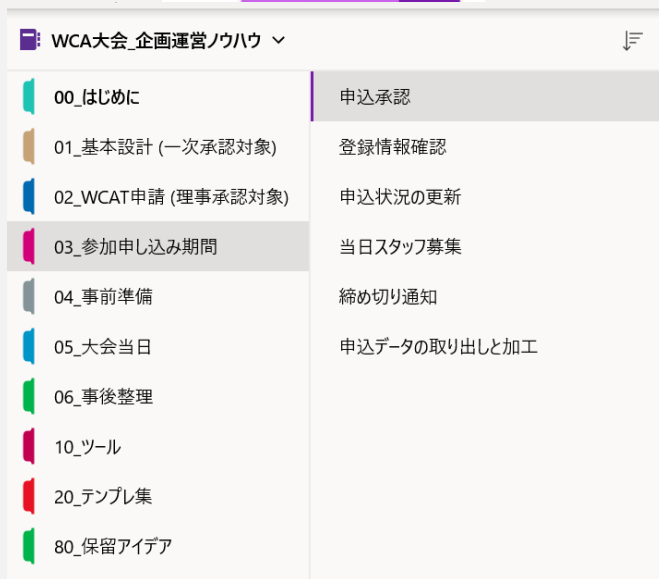 WCA大会_企画運営ノウハウ
00_はじめに
01_基本設計 (一次承認対象)
02_WCAT申請 (理事承認対象)
03_参加申し込み期間
04_事前準備
05_大会当日
06_事後整理
10_ツール
20_テンプレ集
80_保留アイデア
申込承認
登録情報確認
申込状況の更新
当日スタッフ募集
締め切り通知
申込データの取り出しと加工